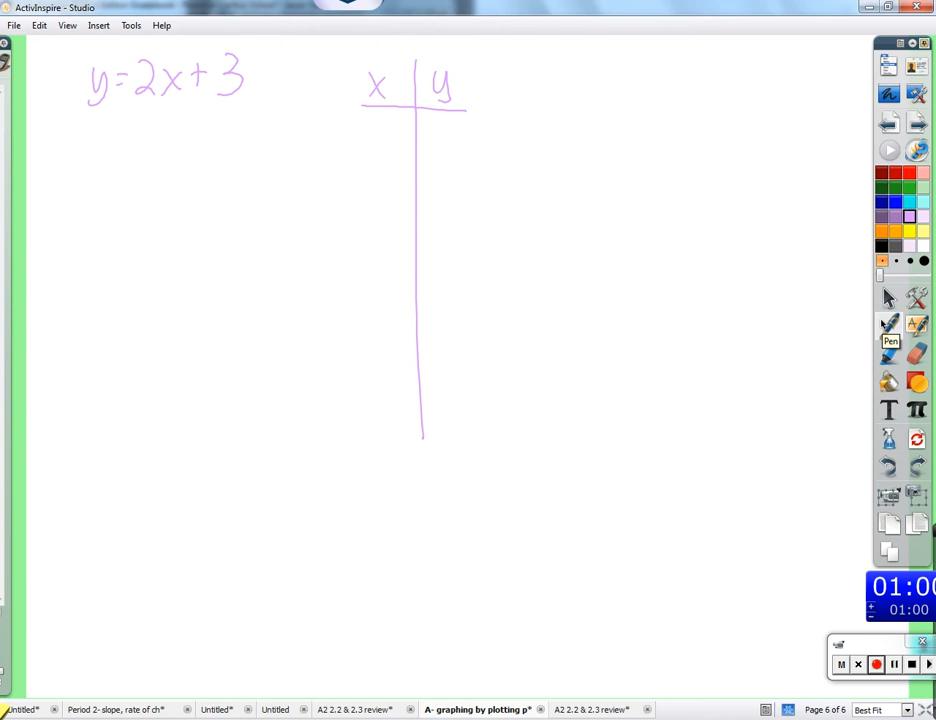 ActivInspire - Studio
File Edit View Insert Tools Help
y=2x+3
x y
Pen
01:00
01:00
M
Untitled* Period 2- slope, rate of ch* Untitled* Untitled A2 2.2 & 2.3 review* A- graphing by plotting p* A2 2.2 & 2.3 review* Page 6 of 6 Best Fit